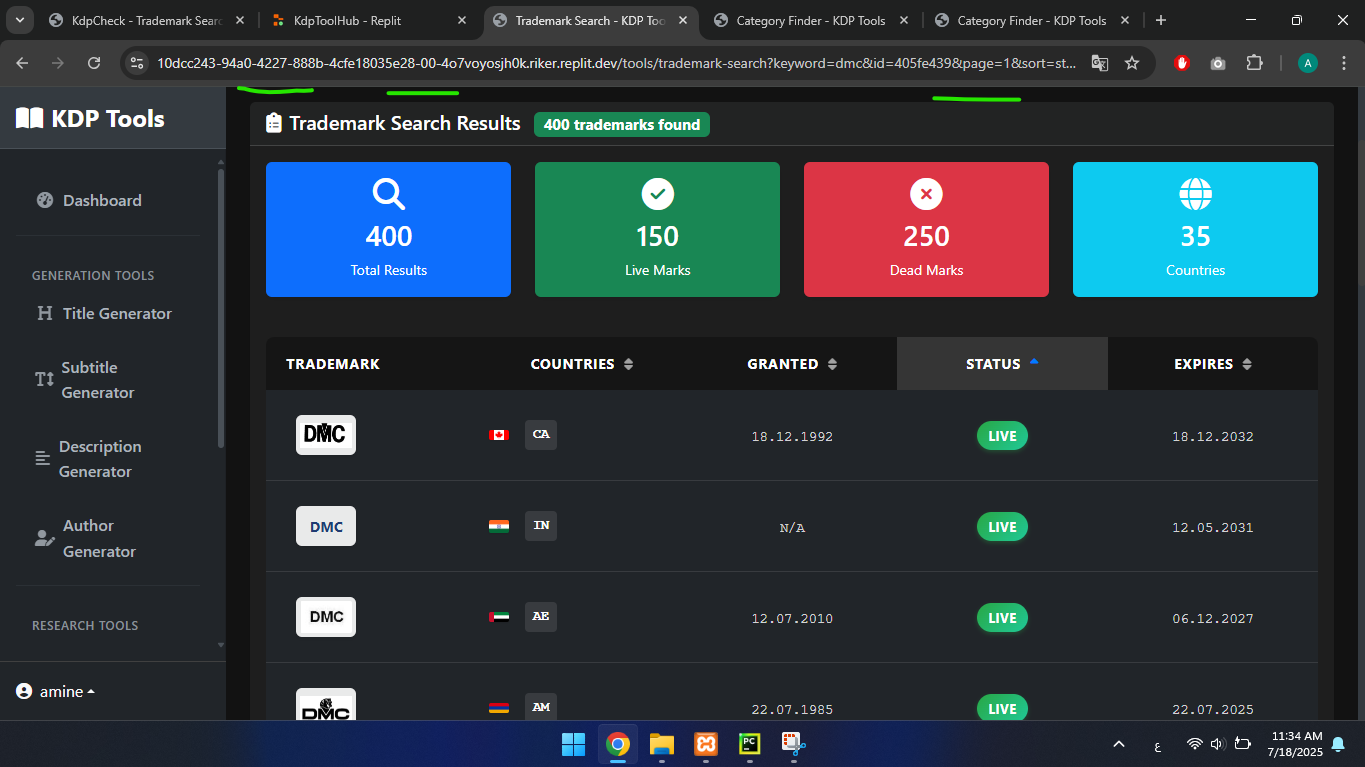 KdpCheck - Trademark Searc
KdpToolHub - Replit
Trademark Search - KDP Too
Category Finder - KDP Tools
Category Finder - KDP Tools
10dcc243-94a0-4227-888b-4cfe18035e28-00-4o7voyosjh0k.riker.replit.dev/tools/trademark-search?keyword=dmc&id=405fe439&page=1&sort=st...
A
KDP Tools
Dashboard
GENERATION TOOLS
Title Generator
Subtitle
Generator
Description
Generator
Author
Generator
RESEARCH TOOLS
amine
Trademark Search Results
400 trademarks found
400
Total Results
150
Live Marks
250
Dead Marks
35
Countries
TRADEMARK COUNTRIES GRANTED STATUS EXPIRES
DMC CA 18.12.1992 LIVE 18.12.2032
DMC IN N/A LIVE 12.05.2031
DMC AE 12.07.2010 LIVE 06.12.2027
DMC AM 22.07.1985 LIVE 22.07.2025
PC
ع
11:34 AM
7/18/2025